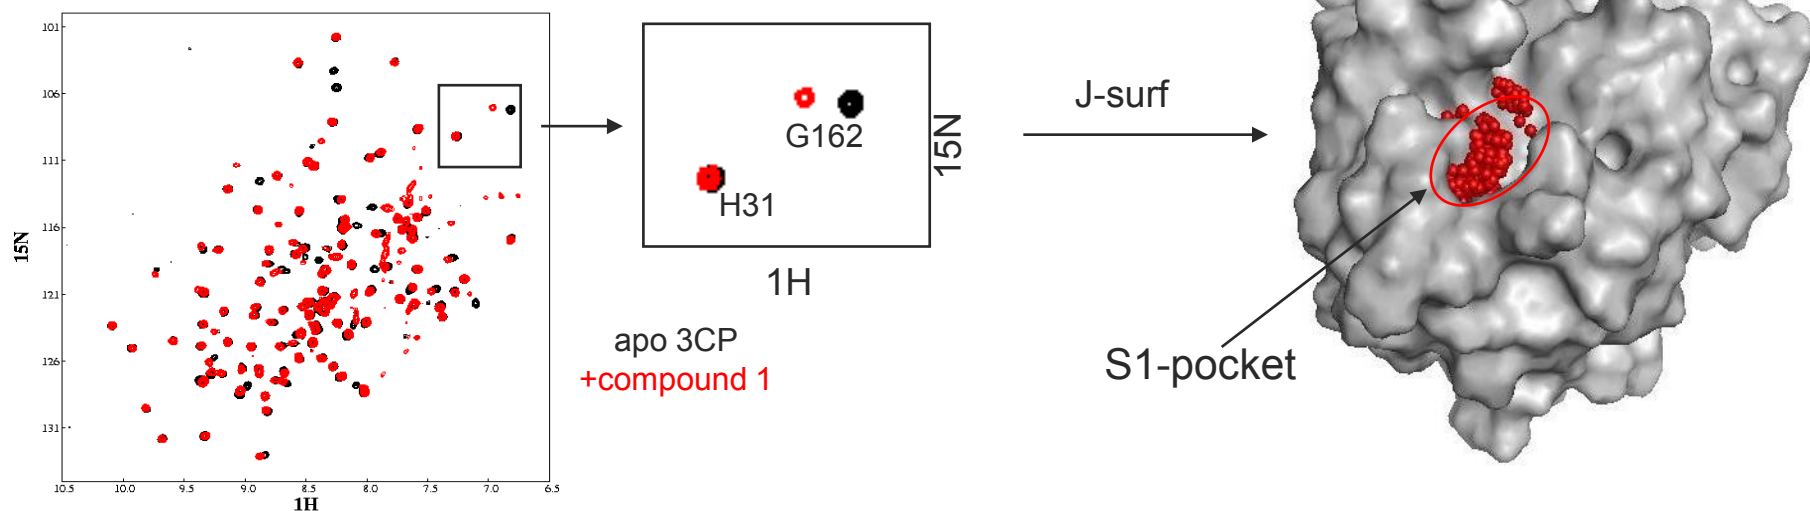 101
106
111
116
121
126
131
15N
10.5 10.0 9.5 9.0 8.5 8.0 7.5 7.0 6.5
1H
G162
H31
15N
1H
apo 3CP
+compound 1
J-surf
S1-pocket